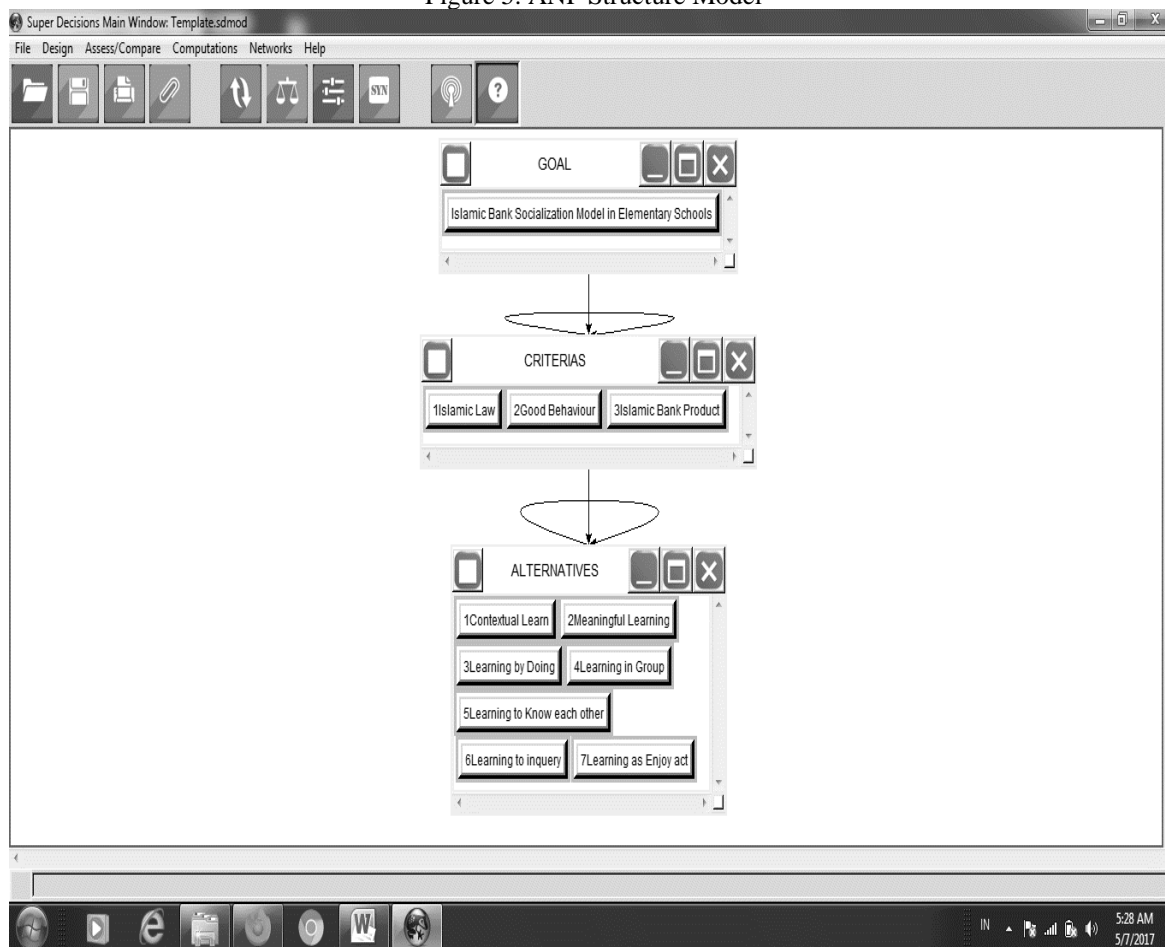 Figure 3. ANP Structure Model
Super Decisions Main Window: Template.sdmod
File Design Assess/Compare Computations Networks Help
SYN
?
GOAL
Islamic Bank Socialization Model in Elementary Schools
CRITERIAS
1Islamic Law 2Good Behaviour 3Islamic Bank Product
ALTERNATIVES
1Contextual Learn 2Meaningful Learning
3Learning by Doing 4Learning in Group
5Learning to Know each other
6Learning to inquery 7Learning as Enjoy act
IN
5:28 AM
5/7/2017